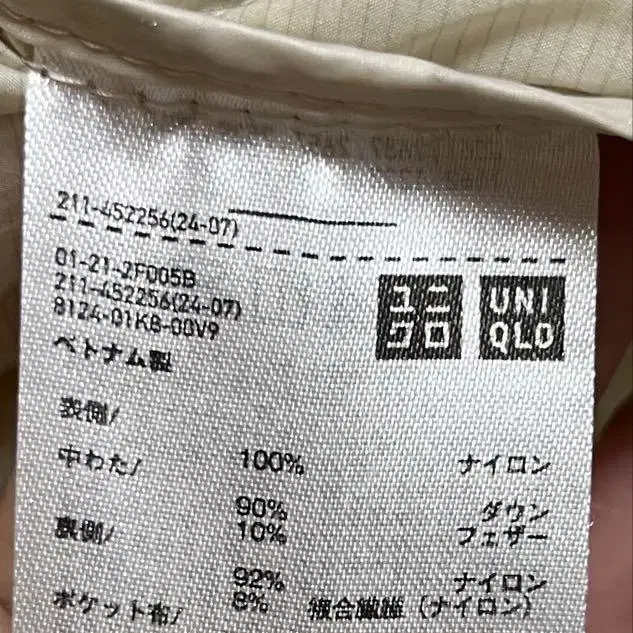 211-452256(24-07)
01-21-2F005B
211-452256(24-07)
8124-01KB-00V9
ベトナム製
ユニクロ
UNIQLO
表側/
100% ナイロン
中わた/
90% ダウン
10% フェザー
裏側/
92% ナイロン
8% 複合繊維(ナイロン)
ポケット布/